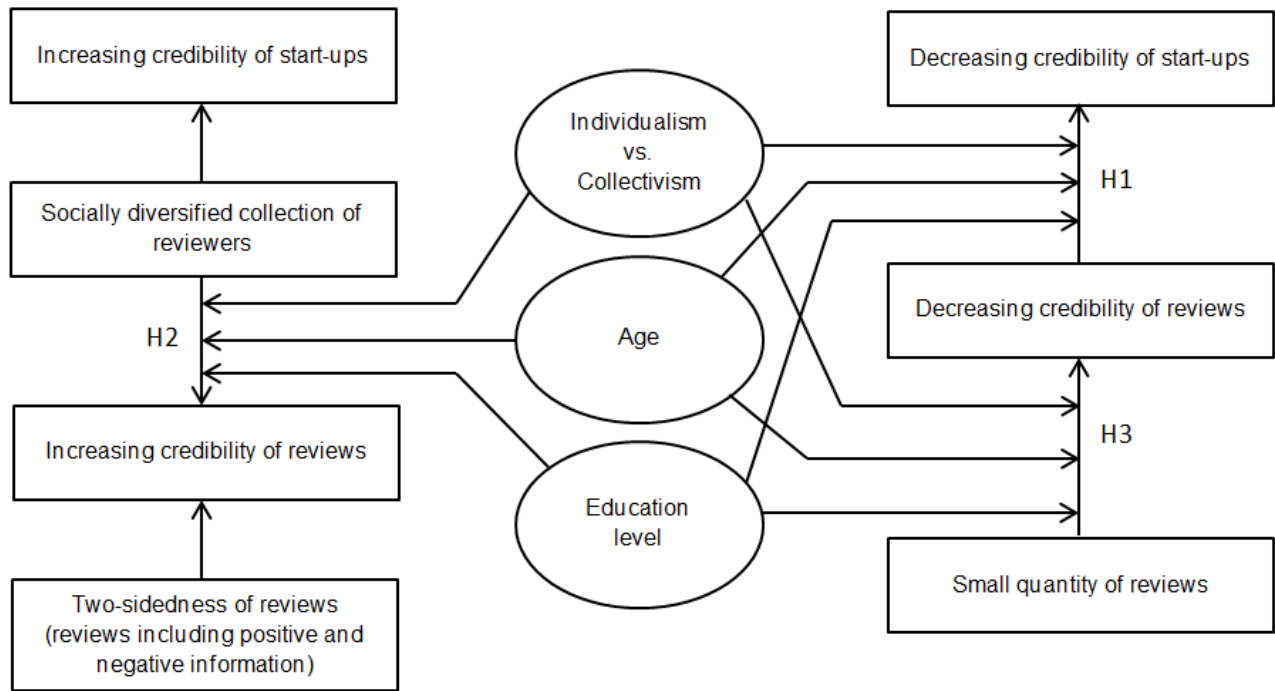 Increasing credibility of start-ups
Socially diversified collection of
reviewers
H2
Increasing credibility of reviews
Two-sidedness of reviews
(reviews including positive and
negative information)
Individualism
vs.
Collectivism
Age
Education
level
Decreasing credibility of start-ups
H1
Decreasing credibility of reviews
H3
Small quantity of reviews